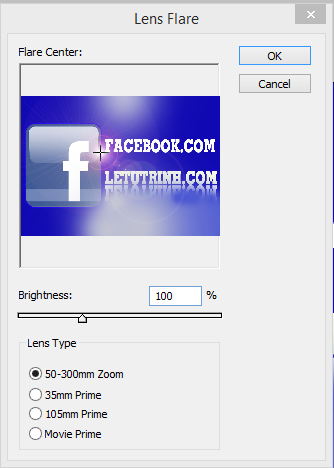 Lens Flare
Flare Center:
OK
Cancel
f
FACEBOOK.COM
LETUTRINH.COM
Brightness:
100 %
Lens Type
50-300mm Zoom
35mm Prime
105mm Prime
Movie Prime